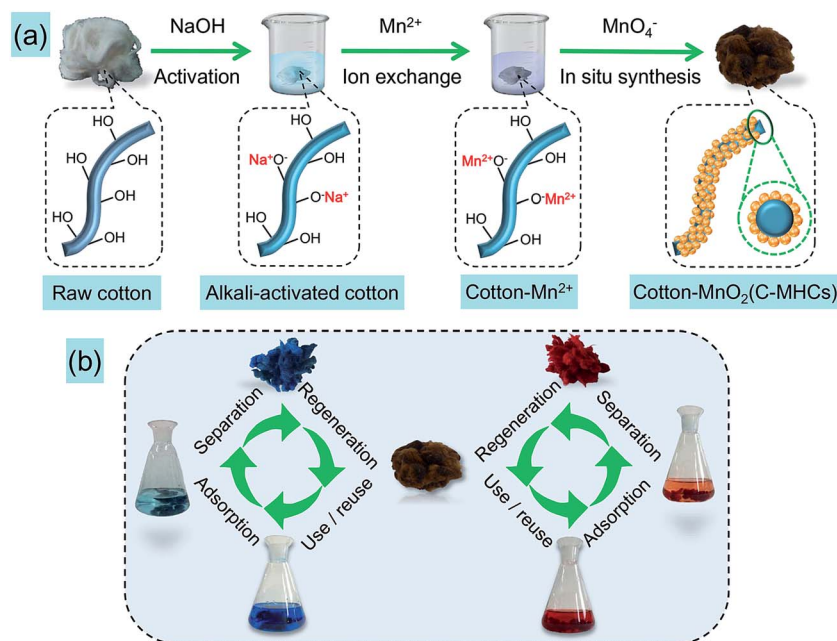 (a)
NaOH
Activation
Mn²⁺
Ion exchange
MnO₄⁻
In situ synthesis
HO
HO
OH
OH
HO
OH
HO
Na⁺O⁻
OH
O⁻Na⁺
HO
OH
HO
Mn²⁺O⁻
OH
O⁻Mn²⁺
HO
OH
Raw cotton
Alkali-activated cotton
Cotton-Mn²⁺
Cotton-MnO₂(C-MHCs)
(b)
Separation
Regeneration
Adsorption
Use / reuse
Regeneration
Separation
Use / reuse
Adsorption